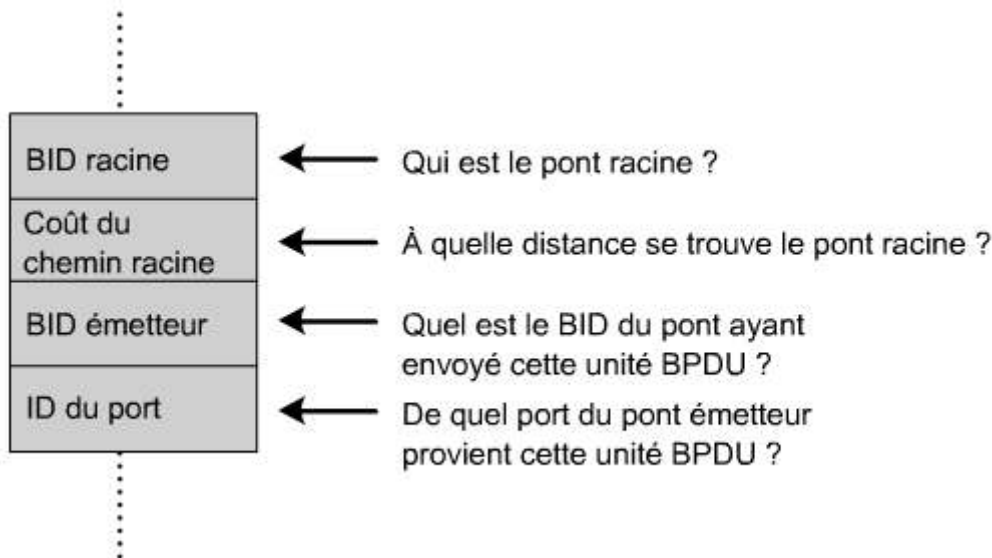 BID racine
Qui est le pont racine ?
Coût du
chemin racine
À quelle distance se trouve le pont racine ?
BID émetteur
Quel est le BID du pont ayant
envoyé cette unité BPDU ?
ID du port
De quel port du pont émetteur
provient cette unité BPDU ?